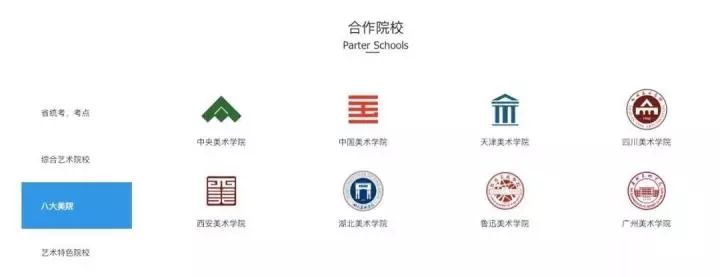 合作院校
Parter Schools
省统考，考点
综合艺术院校
八大美院
艺术特色院校
中央美术学院
中国美术学院
天津美术学院
四川美术学院
西安美术学院
湖北美术学院
鲁迅美术学院
广州美术学院